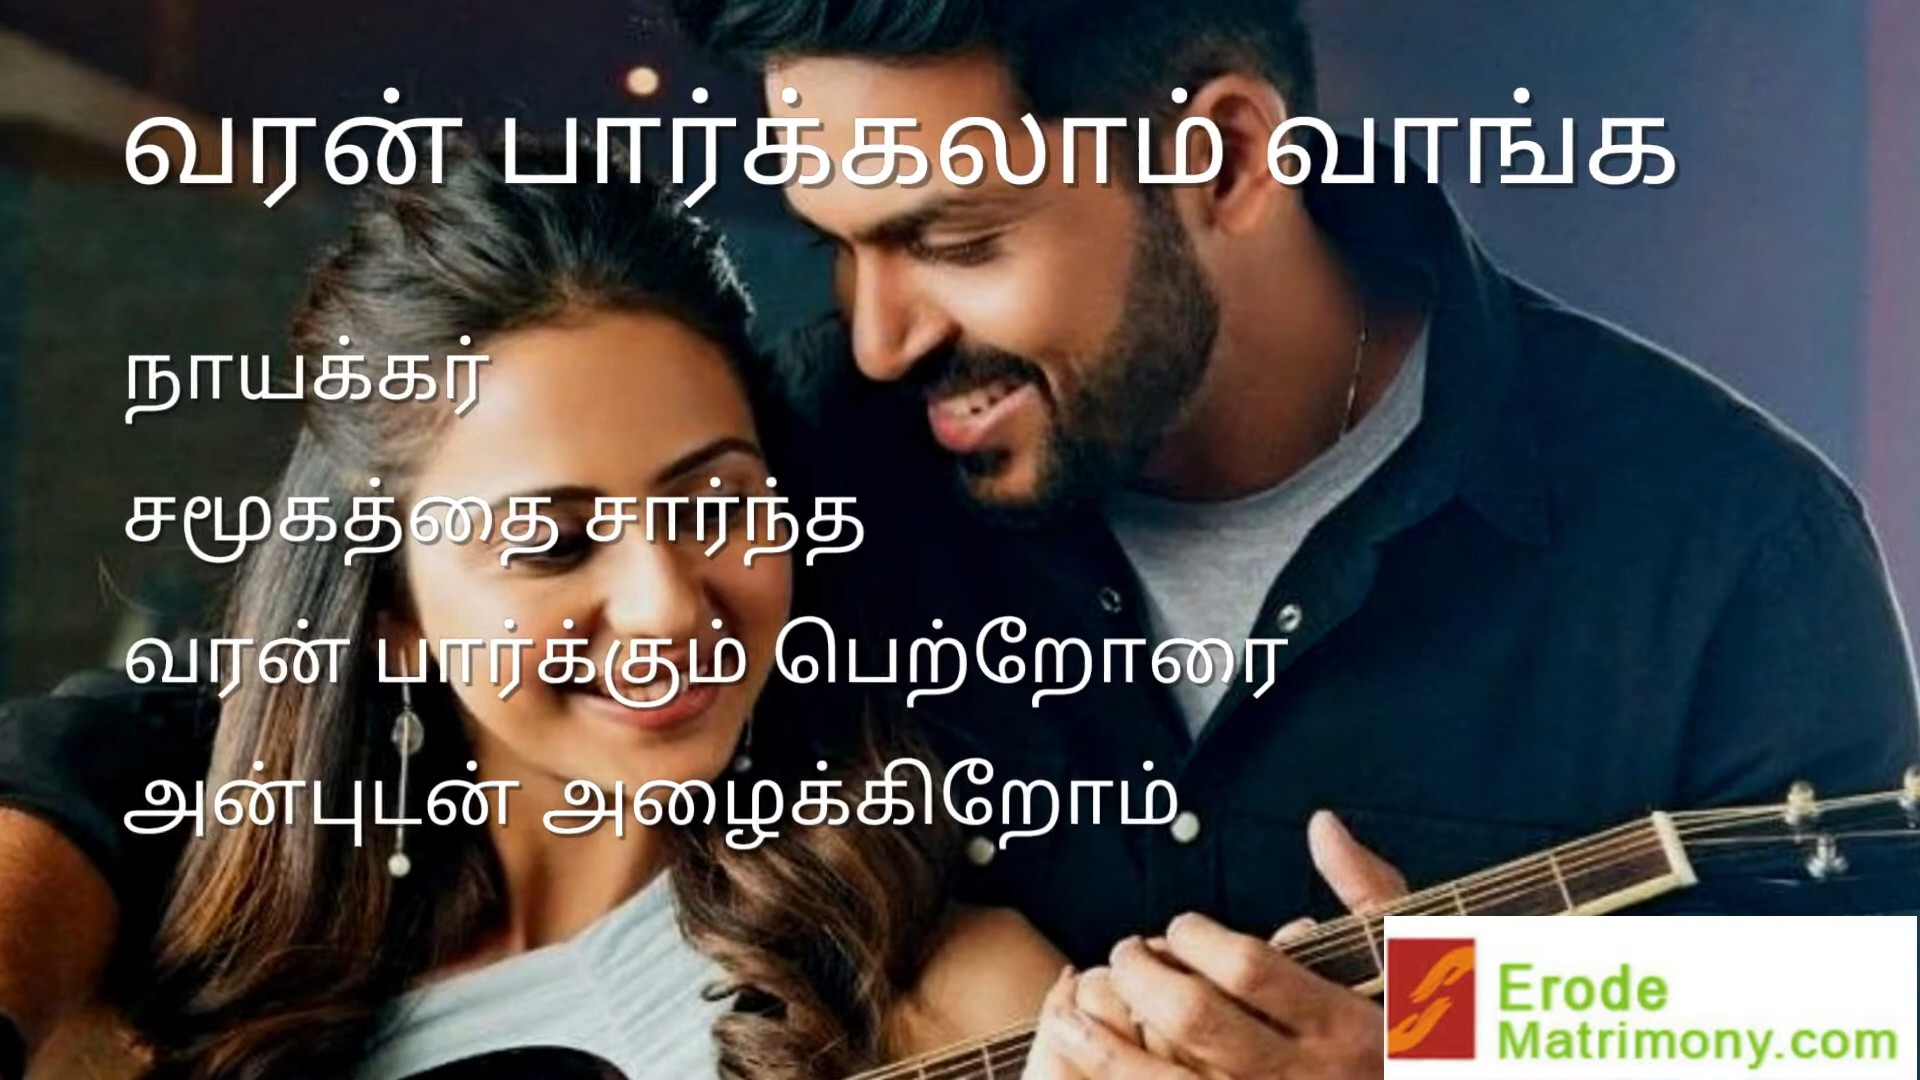 வரன் பார்க்கலாம் வாங்க
நாயக்கர்
சமூகத்தை சார்ந்த
வரன் பார்க்கும் பெற்றோரை
அன்புடன் அழைக்கிறோம்
Erode
Matrimony.com